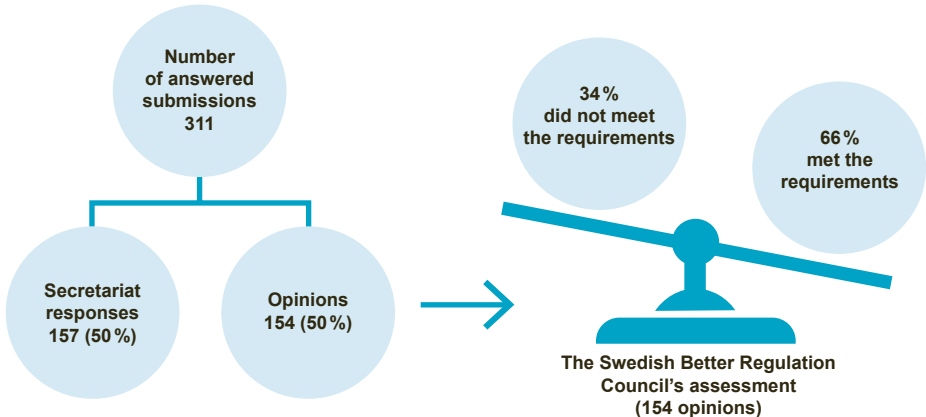 Number
of answered
submissions
311
Secretariat
responses
157 (50 %)
Opinions
154 (50 %)
34 %
did not meet
the requirements
66 %
met the
requirements
The Swedish Better Regulation
Council’s assessment
(154 opinions)